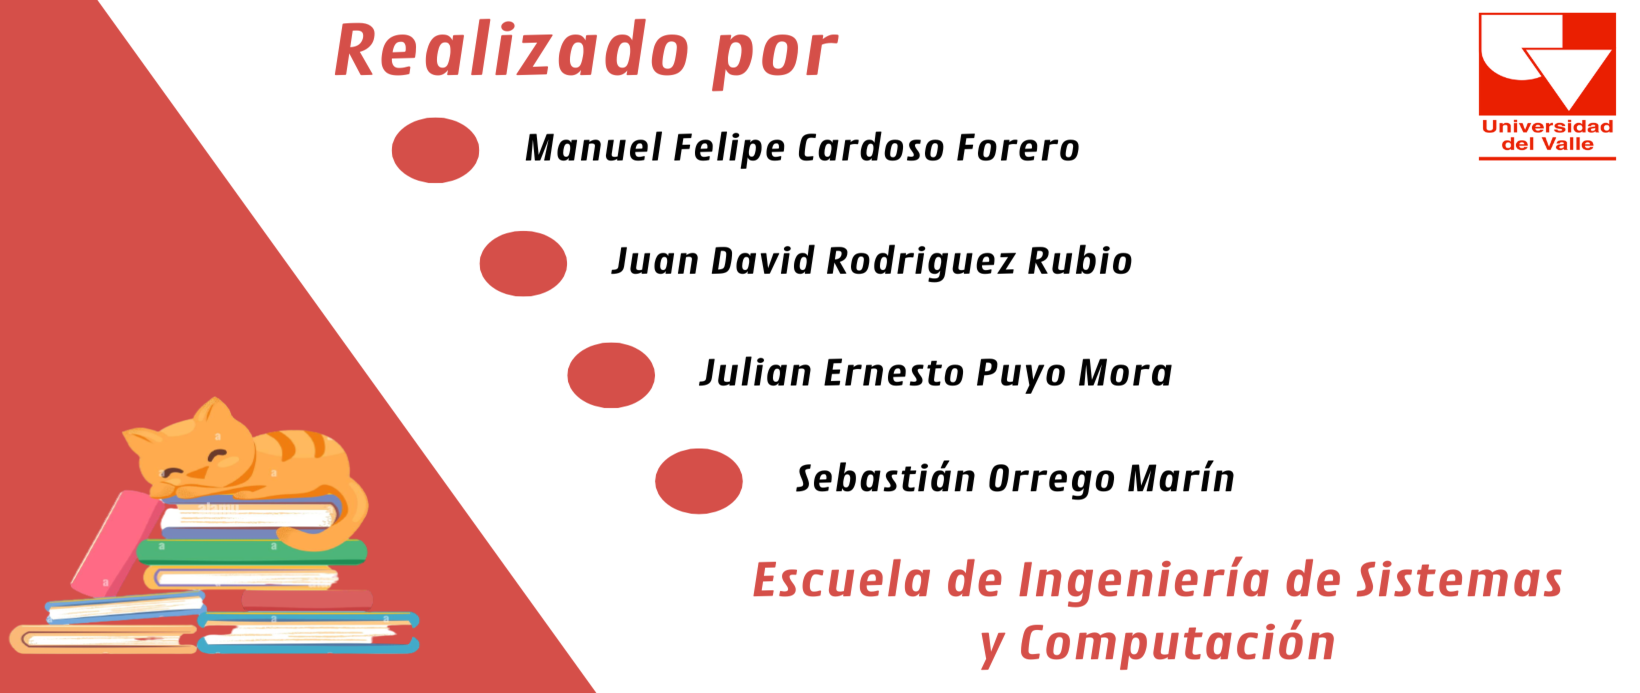 Realizado por
Universidad
del Valle
Manuel Felipe Cardoso Forero
Juan David Rodriguez Rubio
Julian Ernesto Puyo Mora
Sebastián Orrego Marín
Escuela de Ingeniería de Sistemas
y Computación
a
a
alamy
a
a
a
a
a